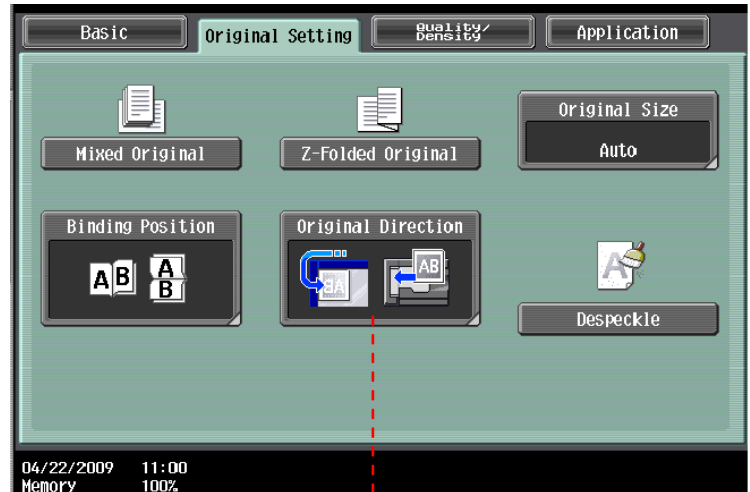 Basic
Original Setting
Quality/
Density
Application
Mixed Original
Z-Folded Original
Original Size
Auto
Binding Position
AB
A
B
Original Direction
AB
AB
A
Despeckle
04/22/2009 11:00
Memory 100%